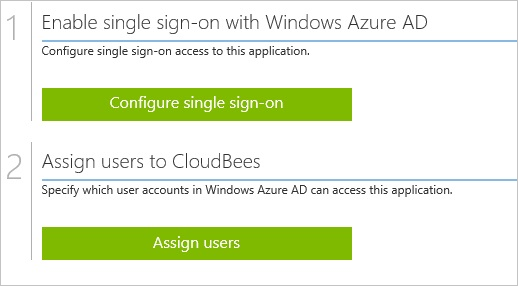 1
Enable single sign-on with Windows Azure AD
Configure single sign-on access to this application.
Configure single sign-on
2
Assign users to CloudBees
Specify which user accounts in Windows Azure AD can access this application.
Assign users